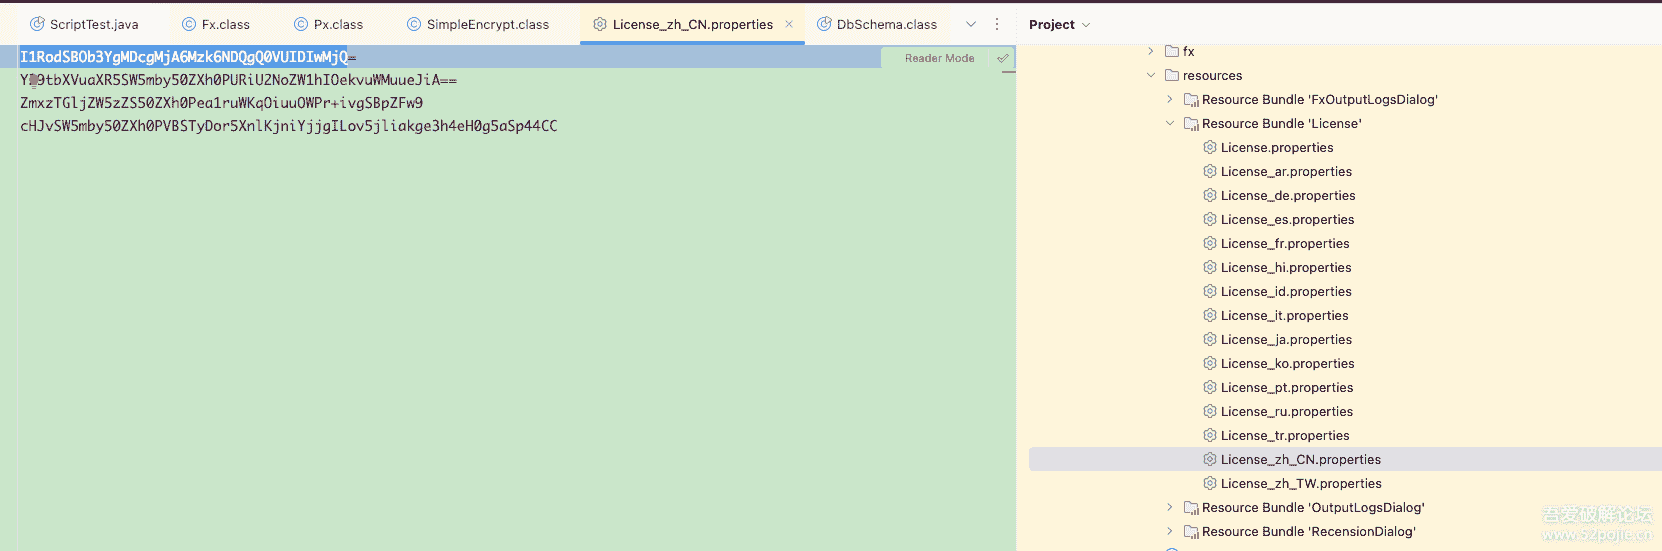 ScriptTest.java
Fx.class
Px.class
SimpleEncrypt.class
License_zh_CN.properties
DbSchema.class
Project
I1RodSBOb3YgMDcgMjA6Mzk6NDQgQ0VUIDIwMjQ=
Reader Mode
Y29tbXVuaXR5SW5mby50ZXh0PURiU2NoZW1hIOekvuWMuueJiA==
ZmxzTGljZW5zZS50ZXh0Pea1ruWKqOiuuOWPr+ivgSBpZFw9
cHJvSW5mby50ZXh0PVBSTyDor5XnlKjniYjjgILov5jliakge3h4eH0g5aSp44CC
fx
resources
Resource Bundle 'FxOutputLogsDialog'
Resource Bundle 'License'
License.properties
License_ar.properties
License_de.properties
License_es.properties
License_fr.properties
License_hi.properties
License_id.properties
License_it.properties
License_ja.properties
License_ko.properties
License_pt.properties
License_ru.properties
License_tr.properties
License_zh_CN.properties
License_zh_TW.properties
Resource Bundle 'OutputLogsDialog'
Resource Bundle 'RecensionDialog'
吾爱破解论坛
www.52pojie.cn